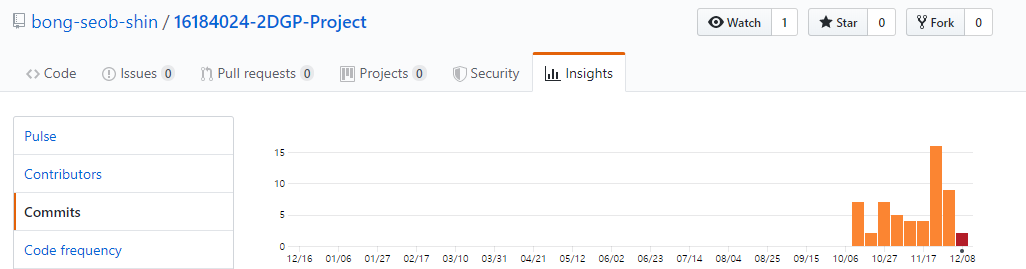 bong-seob-shin / 16184024-2DGP-Project
Watch 1
Star 0
Fork 0
Code
Issues 0
Pull requests 0
Projects 0
Security
Insights
Pulse
Contributors
Commits
Code frequency
15
10
5
0
12/16 01/06 01/27 02/17 03/10 03/31 04/21 05/12 06/02 06/23 07/14 08/04 08/25 09/15 10/06 10/27 11/17 12/08